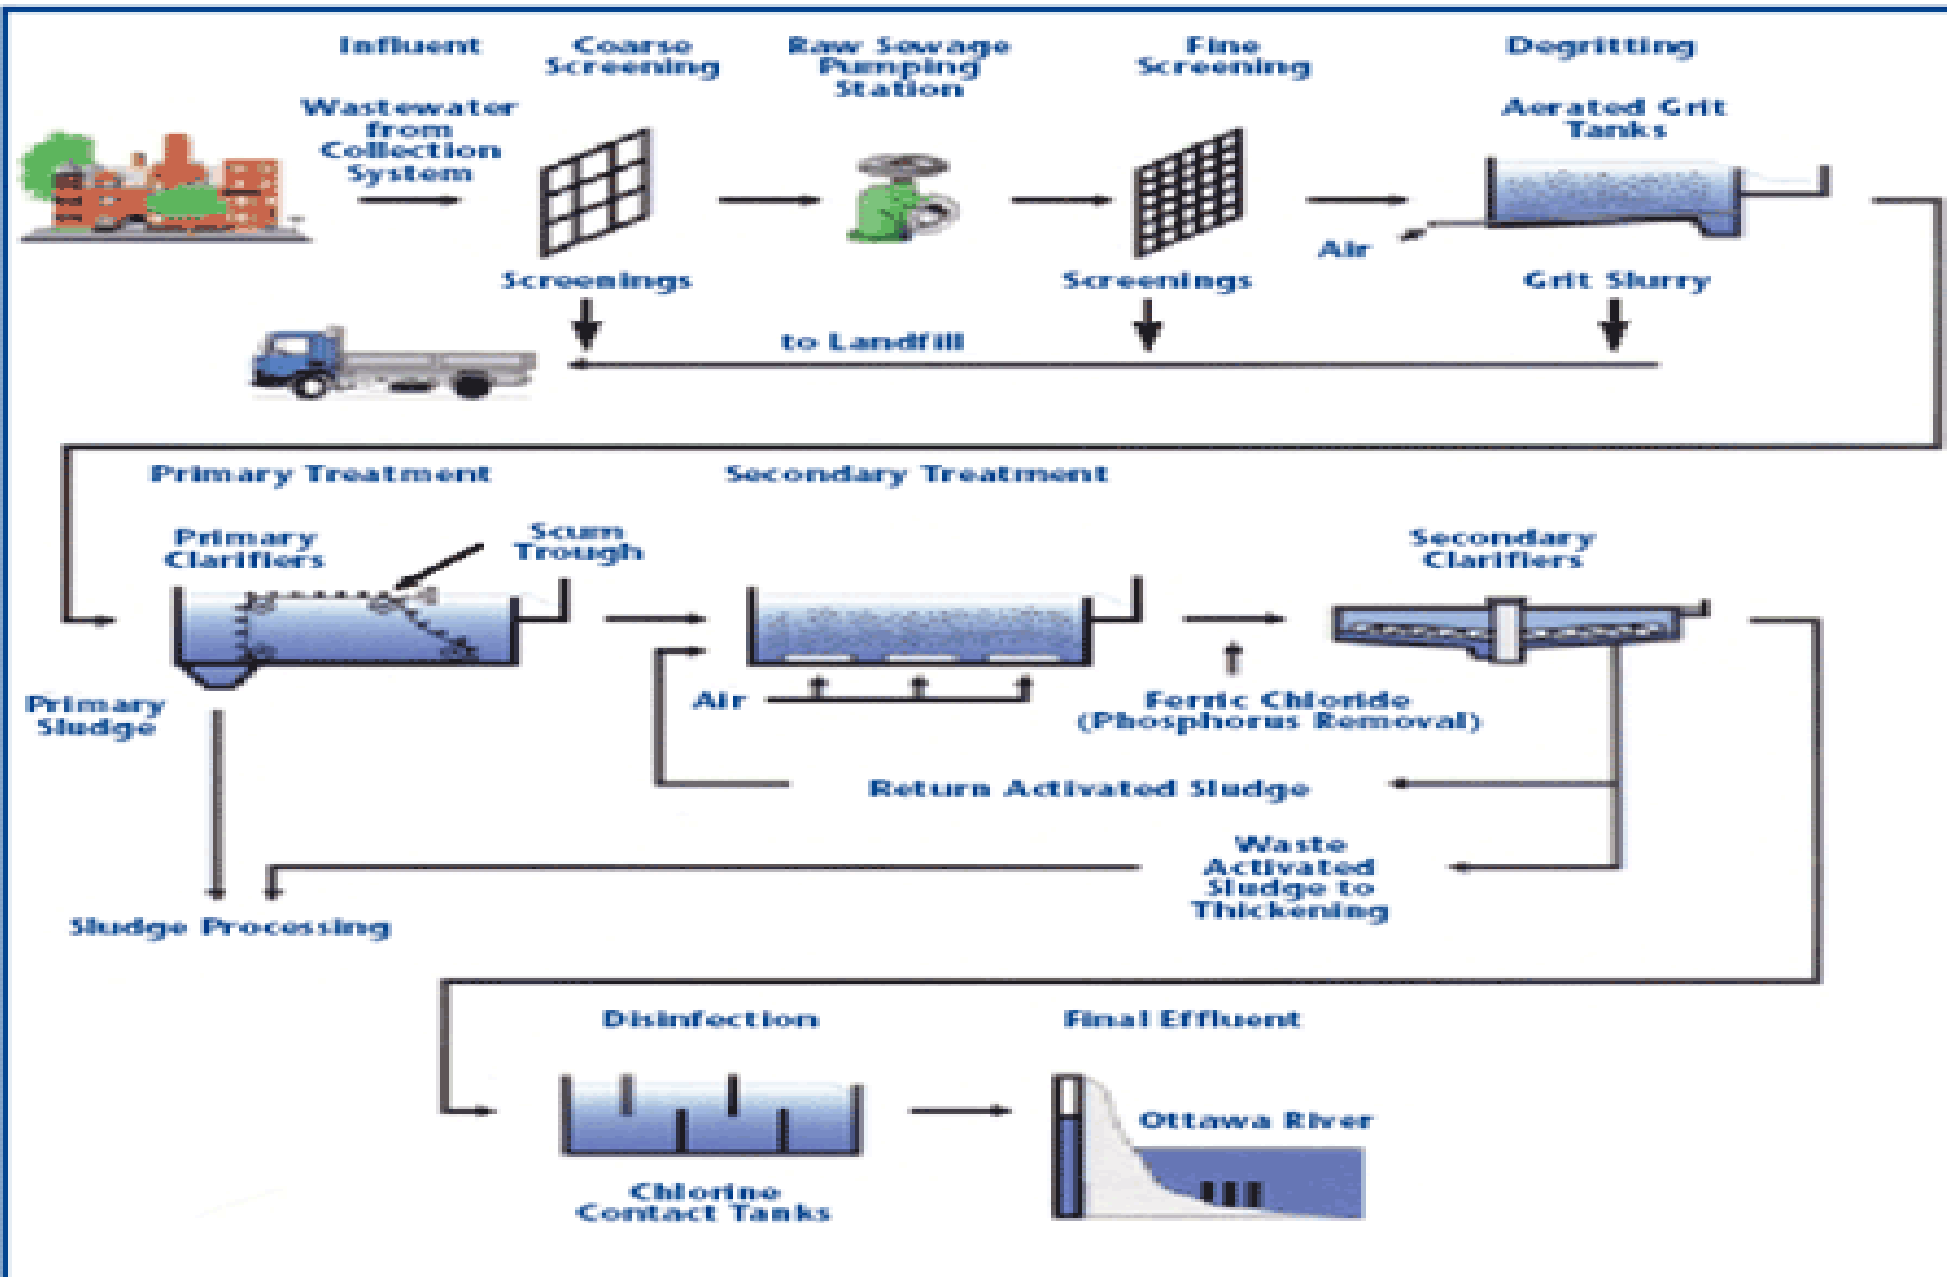 Influent
Coarse
Screening
Raw Sewage
Pumping
Station
Fine
Screening
Degritting
Wastewater
from
Collection
System
Aerated Grit
Tanks
Air
Screenings
Screenings
Grit Slurry
to Landfill
Primary Treatment
Secondary Treatment
Primary
Clarifiers
Scum
Trough
Secondary
Clarifiers
Primary
Sludge
Air
Ferric Chloride
(Phosphorus Removal)
Return Activated Sludge
Waste
Activated
Sludge to
Thickening
Sludge Processing
Disinfection
Final Effluent
Ottawa River
Chlorine
Contact Tanks